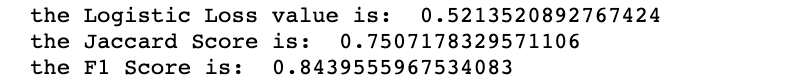 the Logistic Loss value is:  0.5213520892767424
the Jaccard Score is:  0.7507178329571106
the F1 Score is:  0.8439555967534083